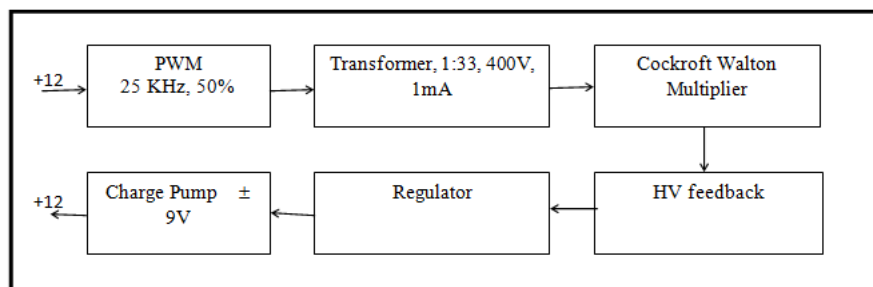 +12
PWM
25 KHz, 50%
Transformer, 1:33, 400V,
1mA
Cockroft Walton
Multiplier
+12
Charge Pump ±
9V
Regulator
HV feedback